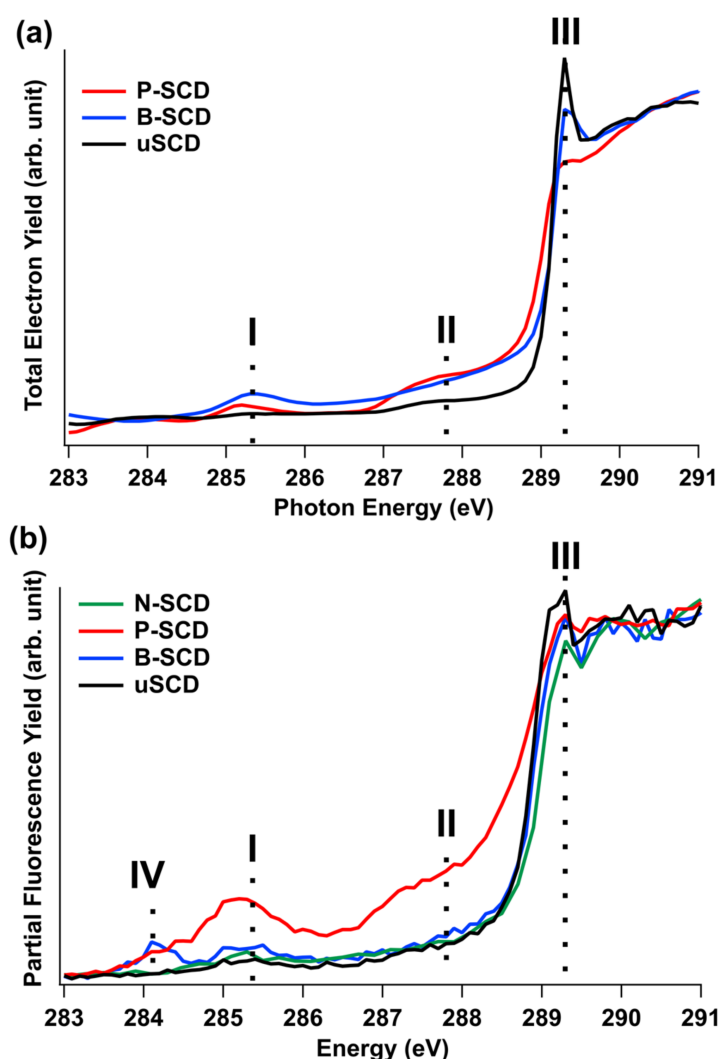 (a)
III
P-SCD
B-SCD
uSCD
I
II
Total Electron Yield (arb. unit)
283 284 285 286 287 288 289 290 291
Photon Energy (eV)
(b)
III
N-SCD
P-SCD
B-SCD
uSCD
IV
I
II
Partial Fluorescence Yield (arb. unit)
283 284 285 286 287 288 289 290 291
Energy (eV)